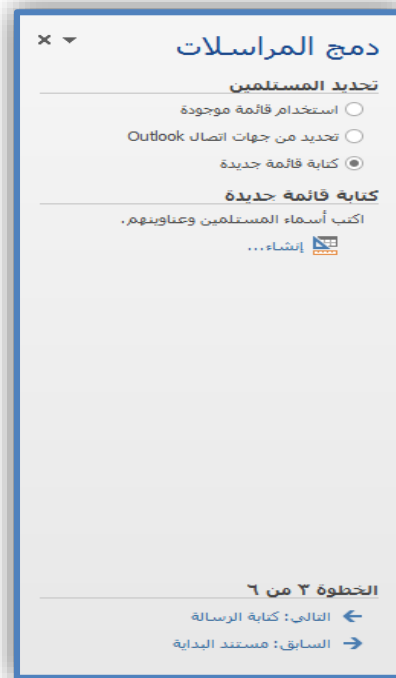 دمج المراسلات
تحديد المستلمين
استخدام قائمة موجودة
تحديد من جهات اتصال Outlook
كتابة قائمة جديدة
كتابة قائمة جديدة
اكتب أسماء المستلمين وعناوينهم.
إنشاء...
الخطوة ٣ من ٦
التالي: كتابة الرسالة
السابق: مستند البداية